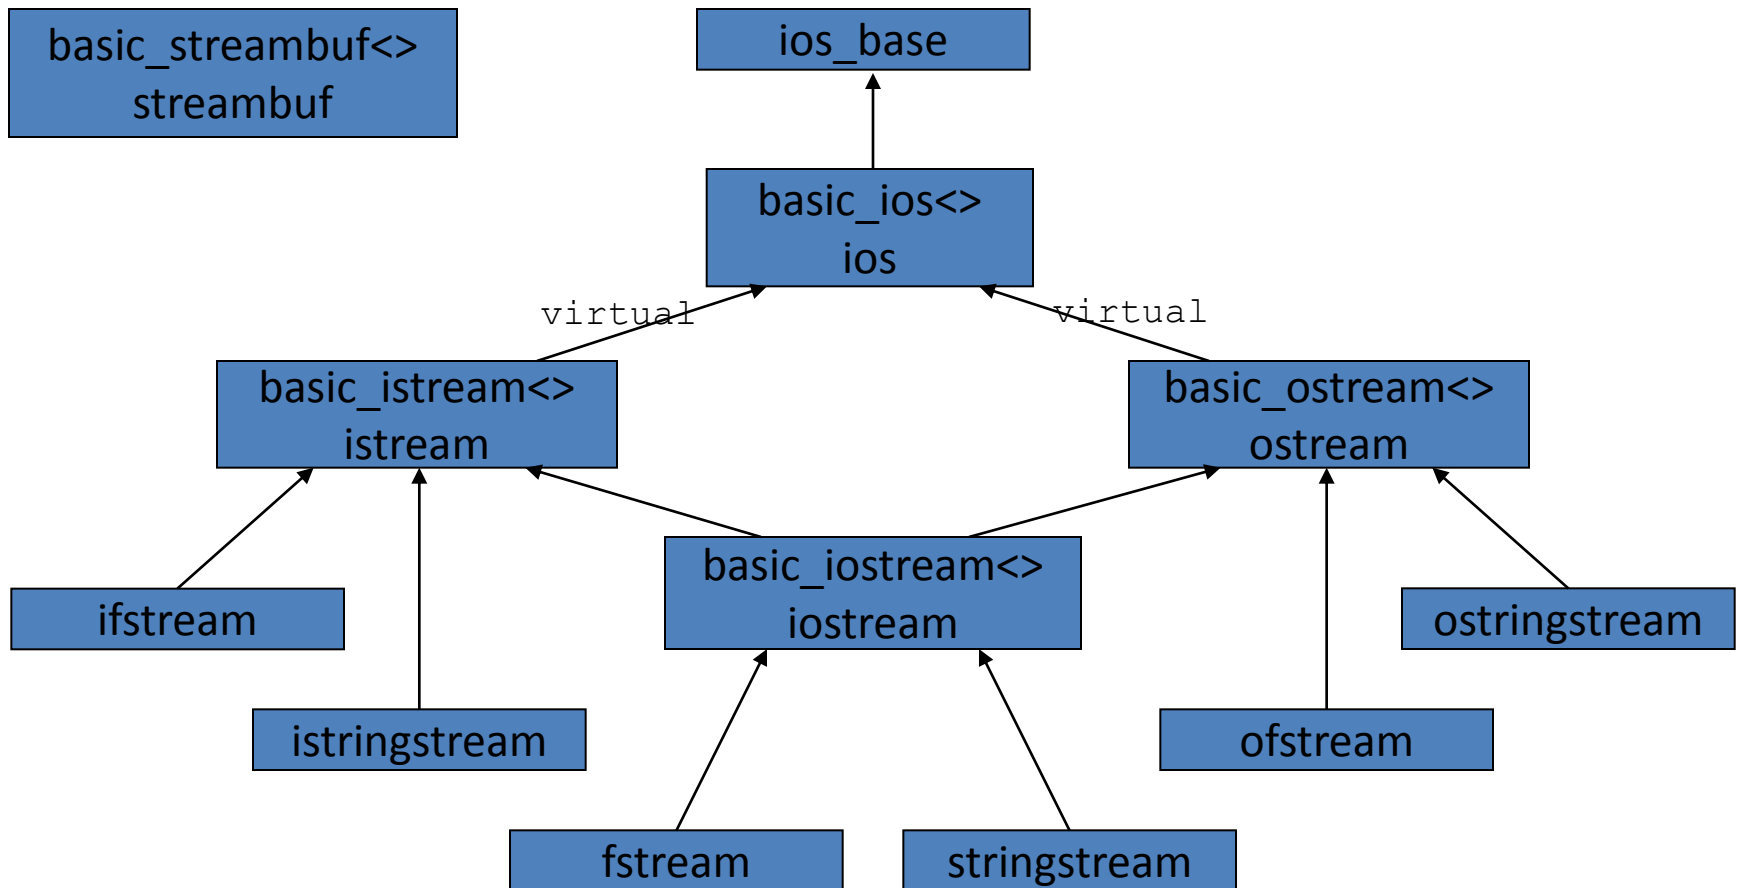 basic_streambuf<>
streambuf
ios_base
basic_ios<>
ios
virtual
virtual
basic_istream<>
istream
basic_ostream<>
ostream
basic_iostream<>
iostream
ifstream
ostringstream
istringstream
ofstream
fstream
stringstream